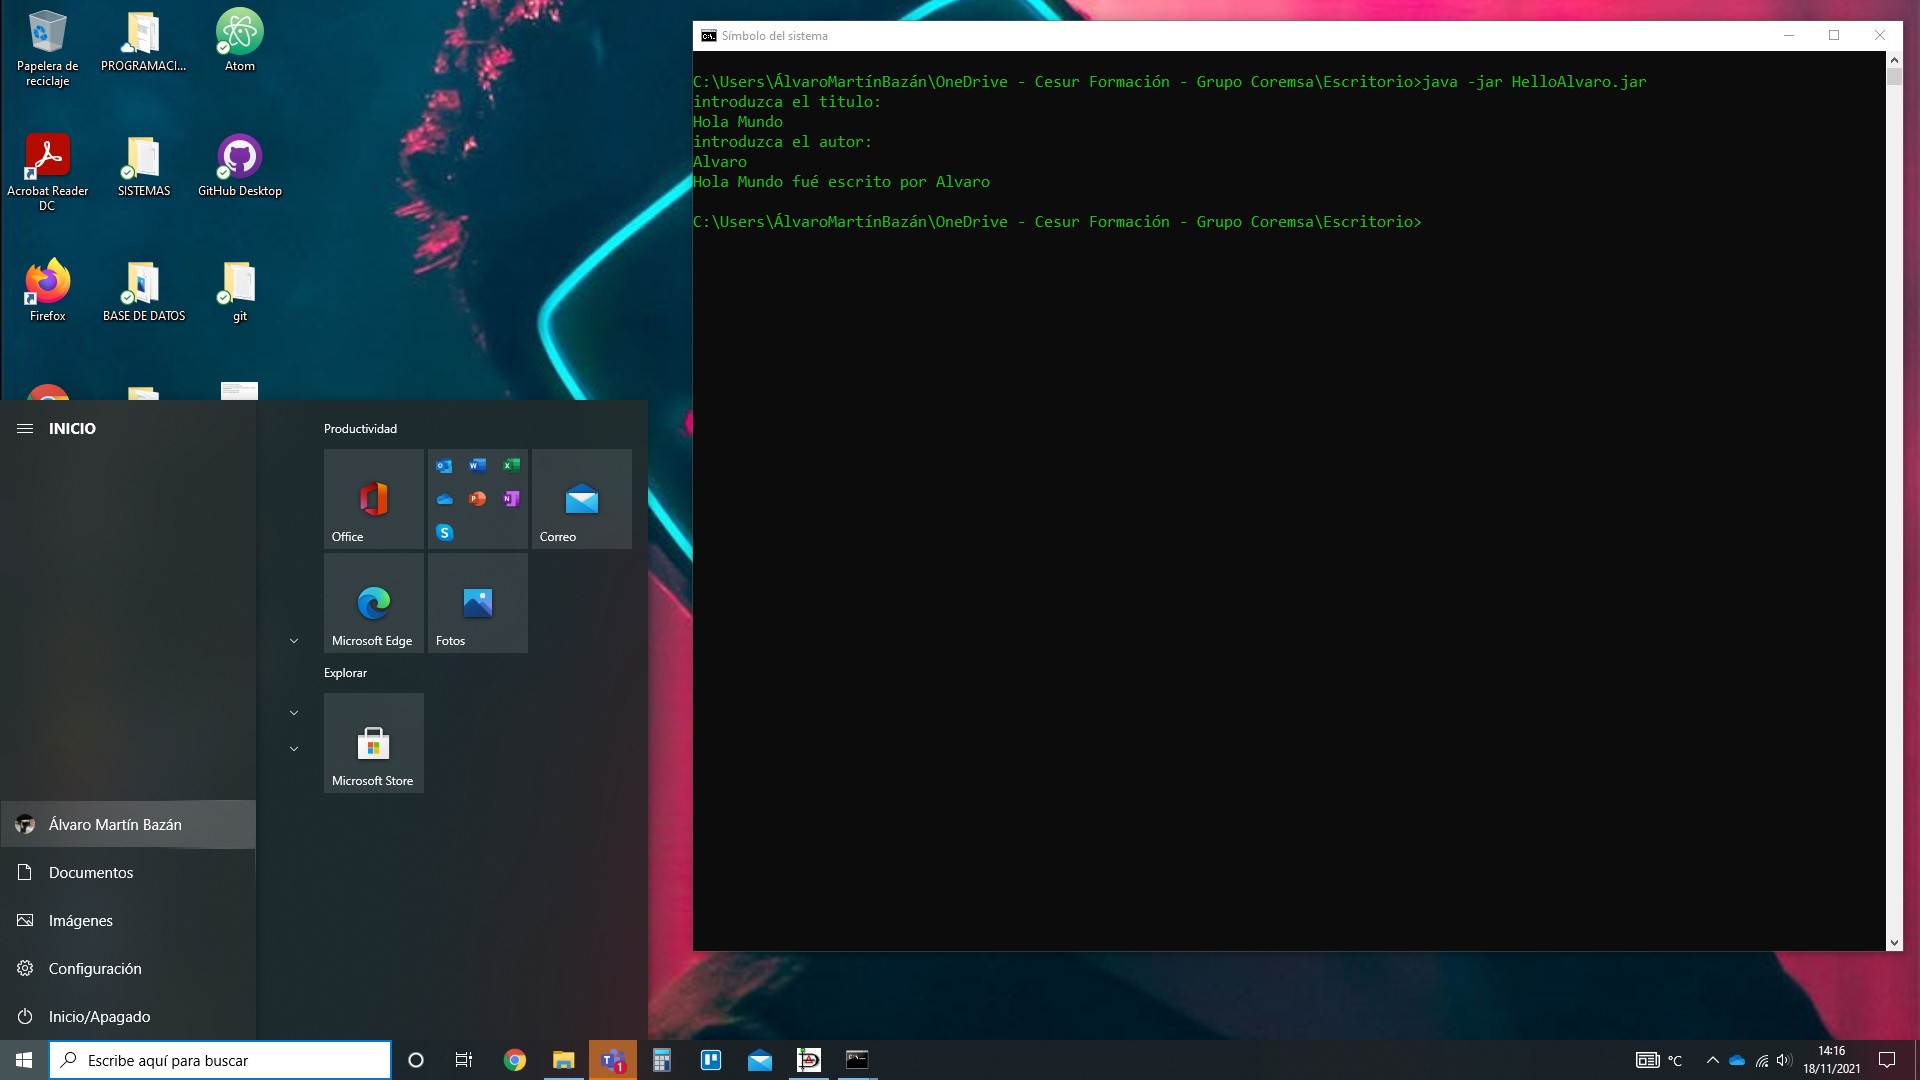 Papelera de
reciclaje
PROGRAMACI...
Atom
Acrobat Reader
DC
SISTEMAS
GitHub Desktop
Firefox
BASE DE DATOS
git
INICIO
Productividad
Office
Correo
Microsoft Edge
Fotos
Explorar
Microsoft Store
Álvaro Martín Bazán
Documentos
Imágenes
Configuración
Inicio/Apagado
Símbolo del sistema
C:\Users\ÁlvaroMartínBazán\OneDrive - Cesur Formación - Grupo Coremsa\Escritorio>java -jar HelloAlvaro.jar
introduzca el titulo:
Hola Mundo
introduzca el autor:
Alvaro
Hola Mundo fué escrito por Alvaro
C:\Users\ÁlvaroMartínBazán\OneDrive - Cesur Formación - Grupo Coremsa\Escritorio>
Escribe aquí para buscar
1
°C
14:16
18/11/2021